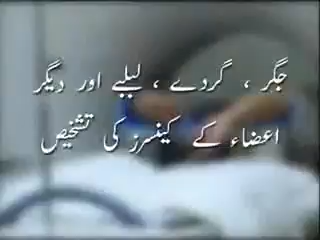 جگر ، گردے ، لبلبے اور دیگر
اعضاء کے کینسرز کی تشخیص